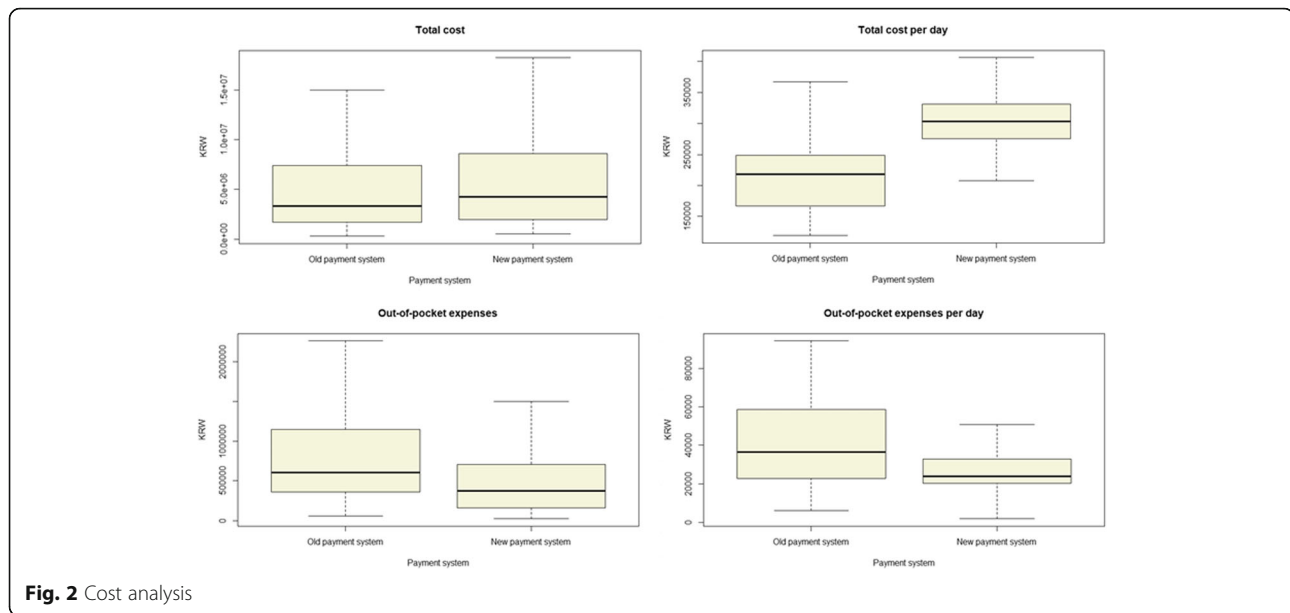 Total cost
1.5e+07
1.0e+07
5.0e+06
0.0e+00
KRW
Old payment system New payment system
Payment system
Total cost per day
350000
250000
150000
KRW
Old payment system New payment system
Payment system
Out-of-pocket expenses
2000000
1000000
500000
0
KRW
Old payment system New payment system
Payment system
Out-of-pocket expenses per day
80000
60000
40000
20000
0
KRW
Old payment system New payment system
Payment system
Fig. 2 Cost analysis